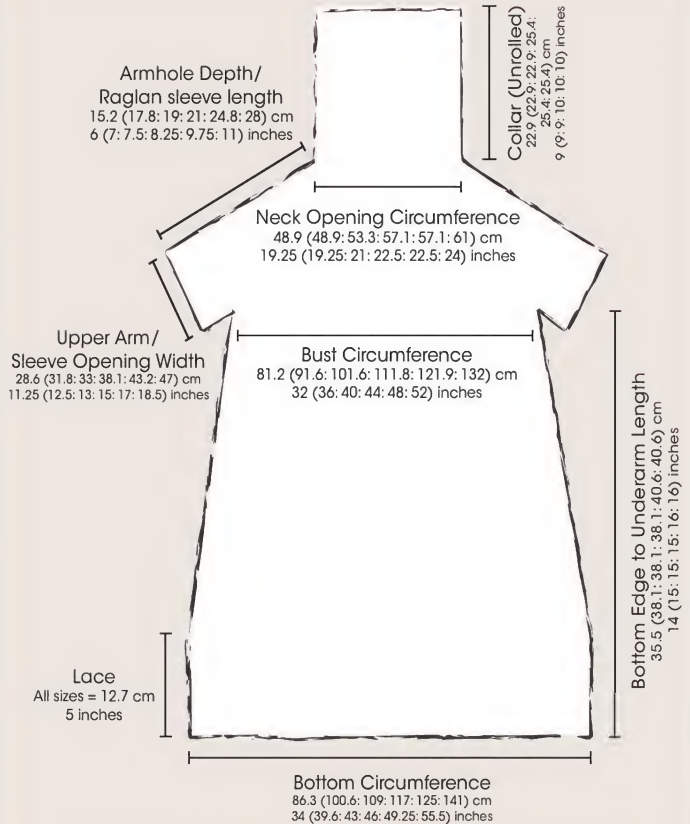 Collar (Unrolled)
22.9 (22.9: 22.9: 25.4:
25.4: 25.4) cm
9 (9: 9: 10: 10: 10) inches
Armhole Depth/
Raglan sleeve length
15.2 (17.8: 19: 21: 24.8: 28) cm
6 (7: 7.5: 8.25: 9.75: 11) inches
Neck Opening Circumference
48.9 (48.9: 53.3: 57.1: 57.1: 61) cm
19.25 (19.25: 21: 22.5: 22.5: 24) inches
Upper Arm/
Sleeve Opening Width
28.6 (31.8: 33: 38.1: 43.2: 47) cm
11.25 (12.5: 13: 15: 17: 18.5) inches
Bust Circumference
81.2 (91.6: 101.6: 111.8: 121.9: 132) cm
32 (36: 40: 44: 48: 52) inches
Bottom Edge to Underarm Length
35.5 (38.1: 38.1: 38.1: 40.6: 40.6) cm
14 (15: 15: 15: 16: 16) inches
Lace
All sizes = 12.7 cm
5 inches
Bottom Circumference
86.3 (100.6: 109: 117: 125: 141) cm
34 (39.6: 43: 46: 49.25: 55.5) inches